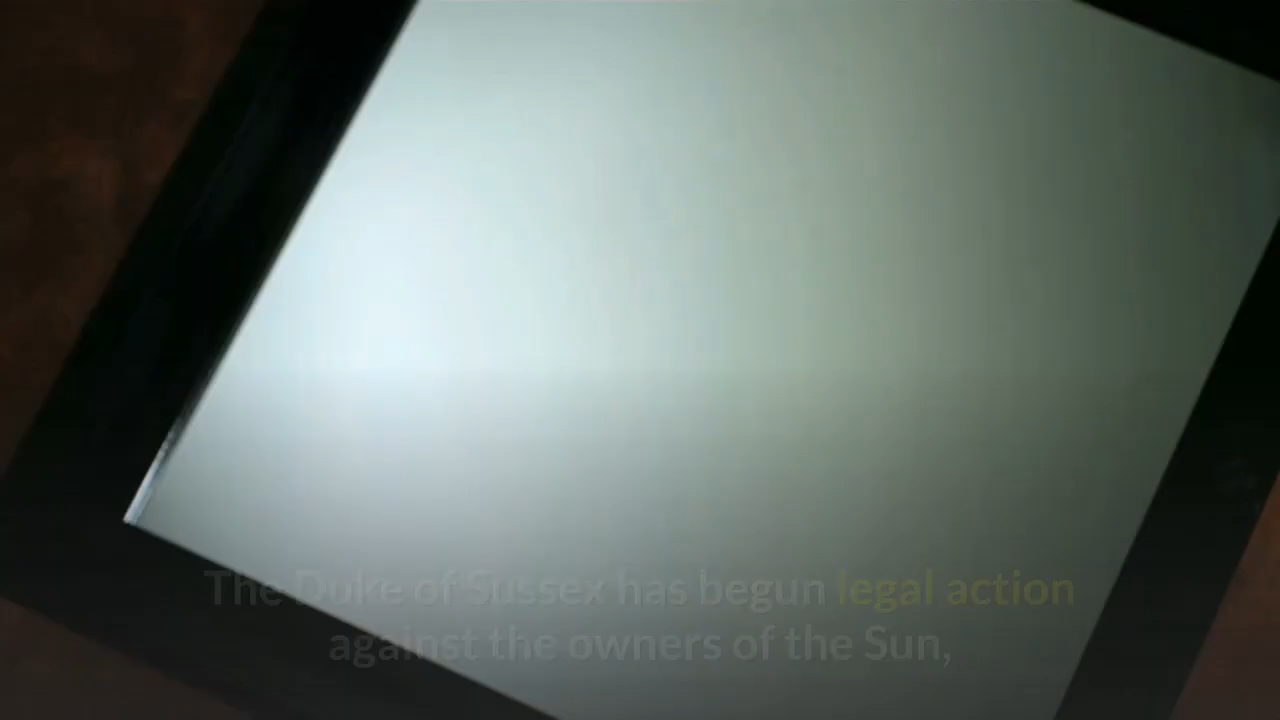 The Duke of Sussex has begun legal action
against the owners of the Sun,